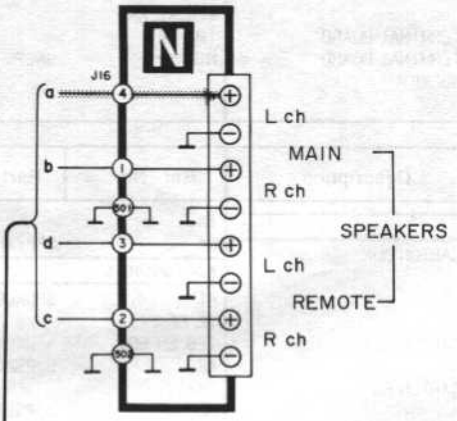 N
J16
a 4 +
− L ch
MAIN
b 1 +
R ch
501 −
SPEAKERS
d 3 +
− L ch
REMOTE
c 2 +
R ch
502 −